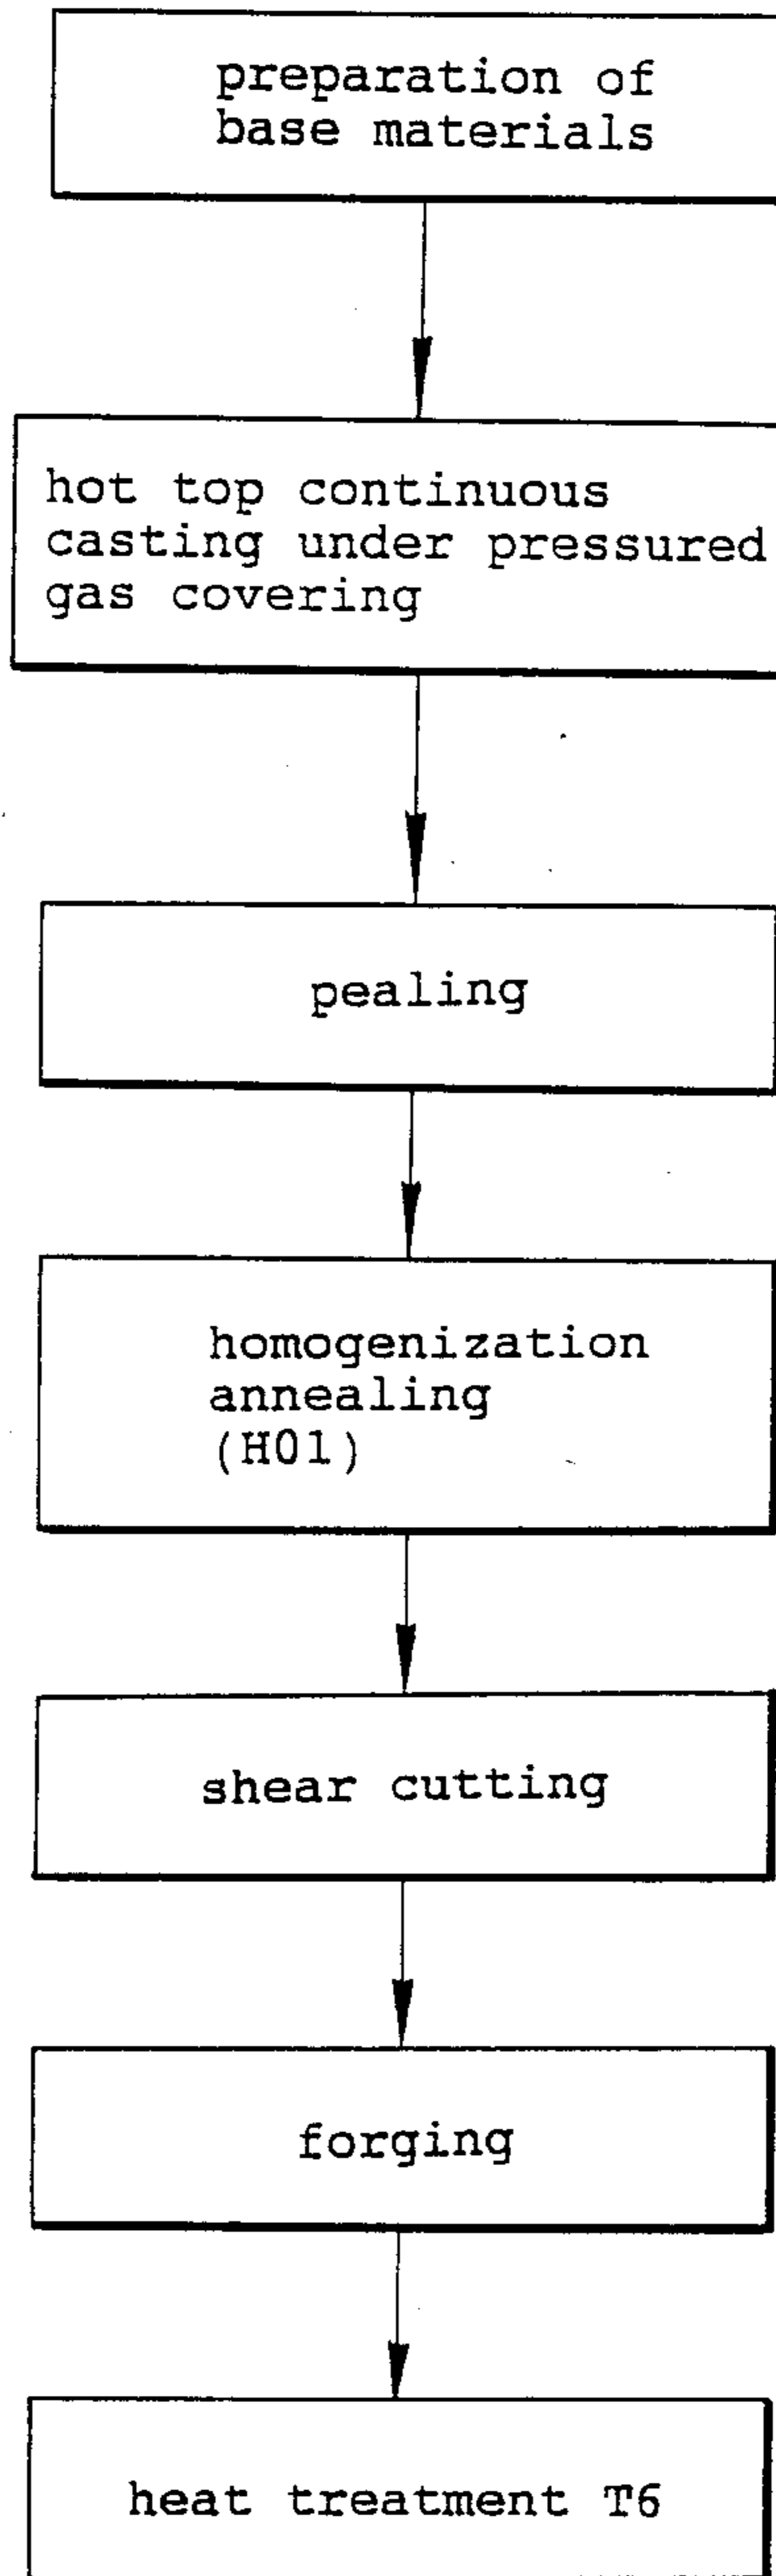 preparation of
base materials
hot top continuous
casting under pressured
gas covering
pealing
homogenization
annealing
(H01)
shear cutting
forging
heat treatment T6